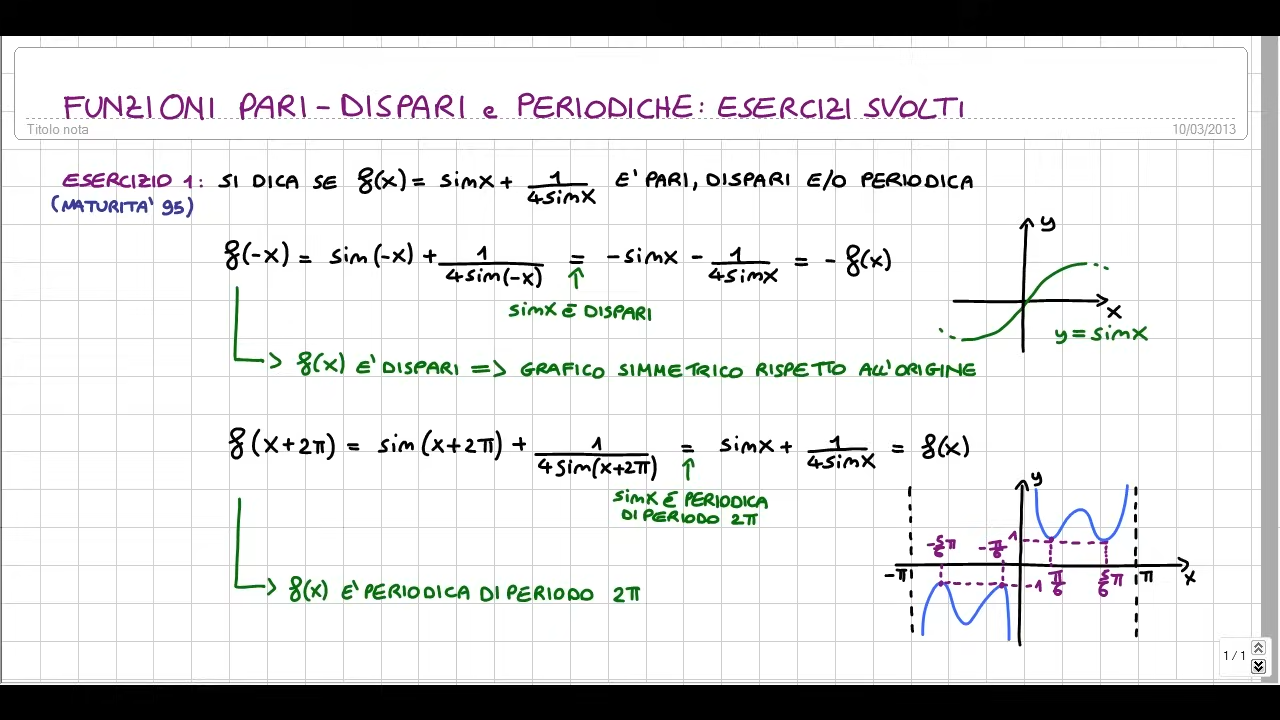 FUNZIONI PARI-DISPARI e PERIODICHE: ESERCIZI SVOLTI
Titolo nota
10/03/2013
ESERCIZIO 1: SI DICA SE f(x) = sinx + 1/(4sinx) E' PARI, DISPARI E/O PERIODICA
(MATURITA' 95)
f(-x) = sin(-x) + 1/(4sin(-x)) = -sinx - 1/(4sinx) = -f(x)
sinx È DISPARI
y
x
y = sinx
f(x) E' DISPARI => GRAFICO SIMMETRICO RISPETTO ALL'ORIGINE
f(x+2π) = sin(x+2π) + 1/(4sin(x+2π)) = sinx + 1/(4sinx) = f(x)
sinx È PERIODICA
DI PERIODO 2π
f(x) E' PERIODICA DI PERIODO 2π
y
-5/6π -π/6 1
-π -1 π/6 5/6π π x
1 / 1